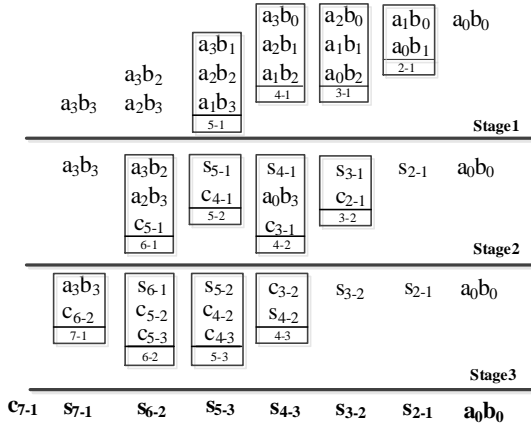 a₃b₀ a₂b₀ a₁b₀ a₀b₀
a₃b₁ a₂b₁ a₁b₁ a₀b₁
a₃b₂ a₂b₂ a₁b₂ a₀b₂ 2-1
a₃b₃ a₂b₃ a₁b₃ 4-1 3-1
5-1
Stage1
a₃b₃ a₃b₂ s₅₋₁ s₄₋₁ s₃₋₁ s₂₋₁ a₀b₀
a₂b₃ c₄₋₁ a₀b₃ c₂₋₁
c₅₋₁ 5-2 c₃₋₁ 3-2
6-1 4-2
Stage2
a₃b₃ s₆₋₁ s₅₋₂ c₃₋₂ s₃₋₂ s₂₋₁ a₀b₀
c₆₋₂ c₅₋₂ c₄₋₂ s₄₋₂
7-1 c₅₋₃ c₄₋₃ 4-3
6-2 5-3
Stage3
c₇₋₁ s₇₋₁ s₆₋₂ s₅₋₃ s₄₋₃ s₃₋₂ s₂₋₁ a₀b₀